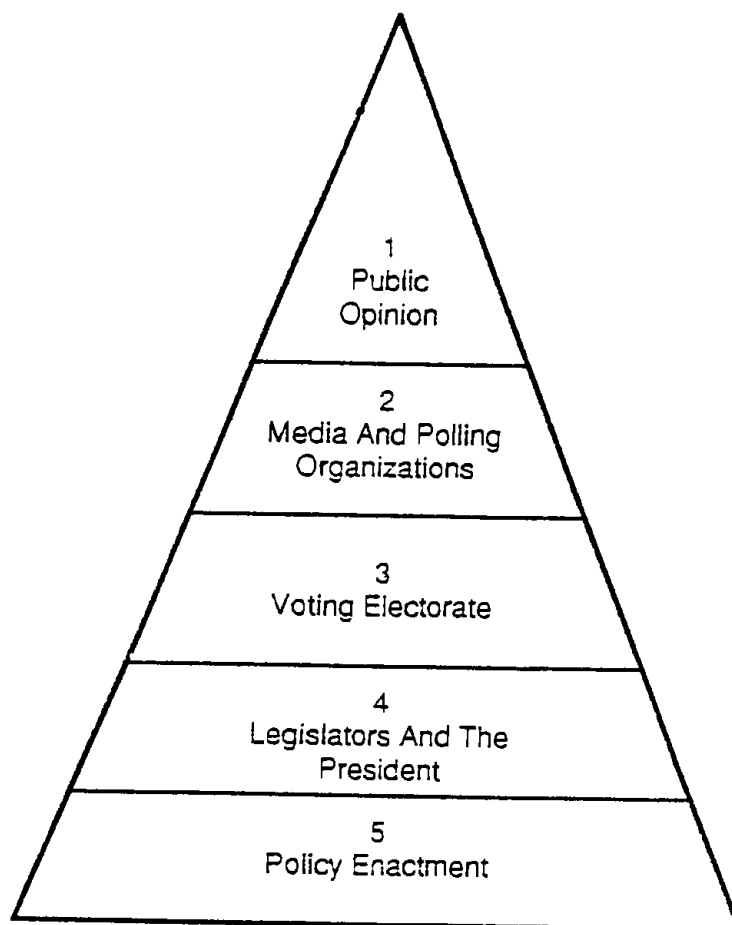 1
Public
Opinion
2
Media And Polling
Organizations
3
Voting Electorate
4
Legislators And The
President
5
Policy Enactment